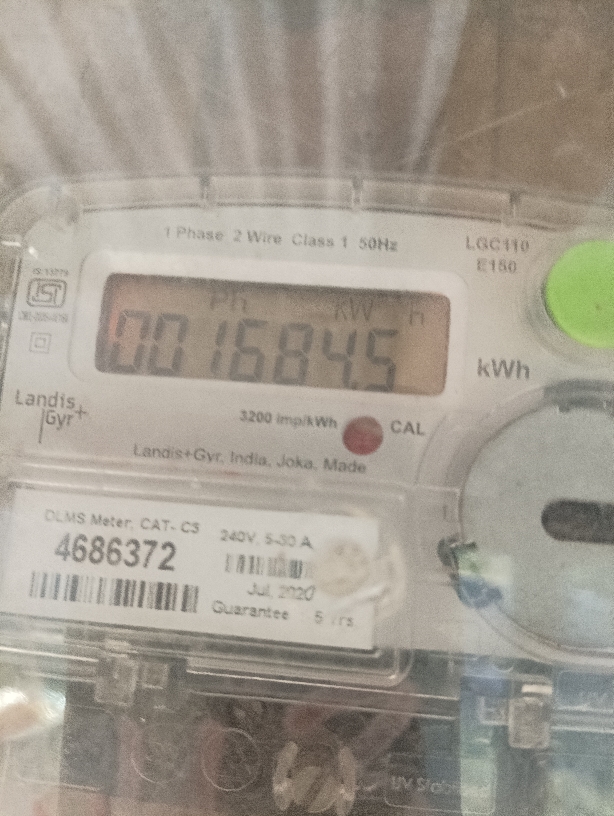 1 Phase 2 Wire Class 1 50Hz
LGC110
E150
Ph kW h
001684.5
kWh
Landis
Gyr+
3200 imp/kWh
CAL
Landis+Gyr, India, Joka, Made
DLMS Meter, CAT- C5
240V, 5-30 A
4686372
Jul, 2020
Guarantee 5 yrs